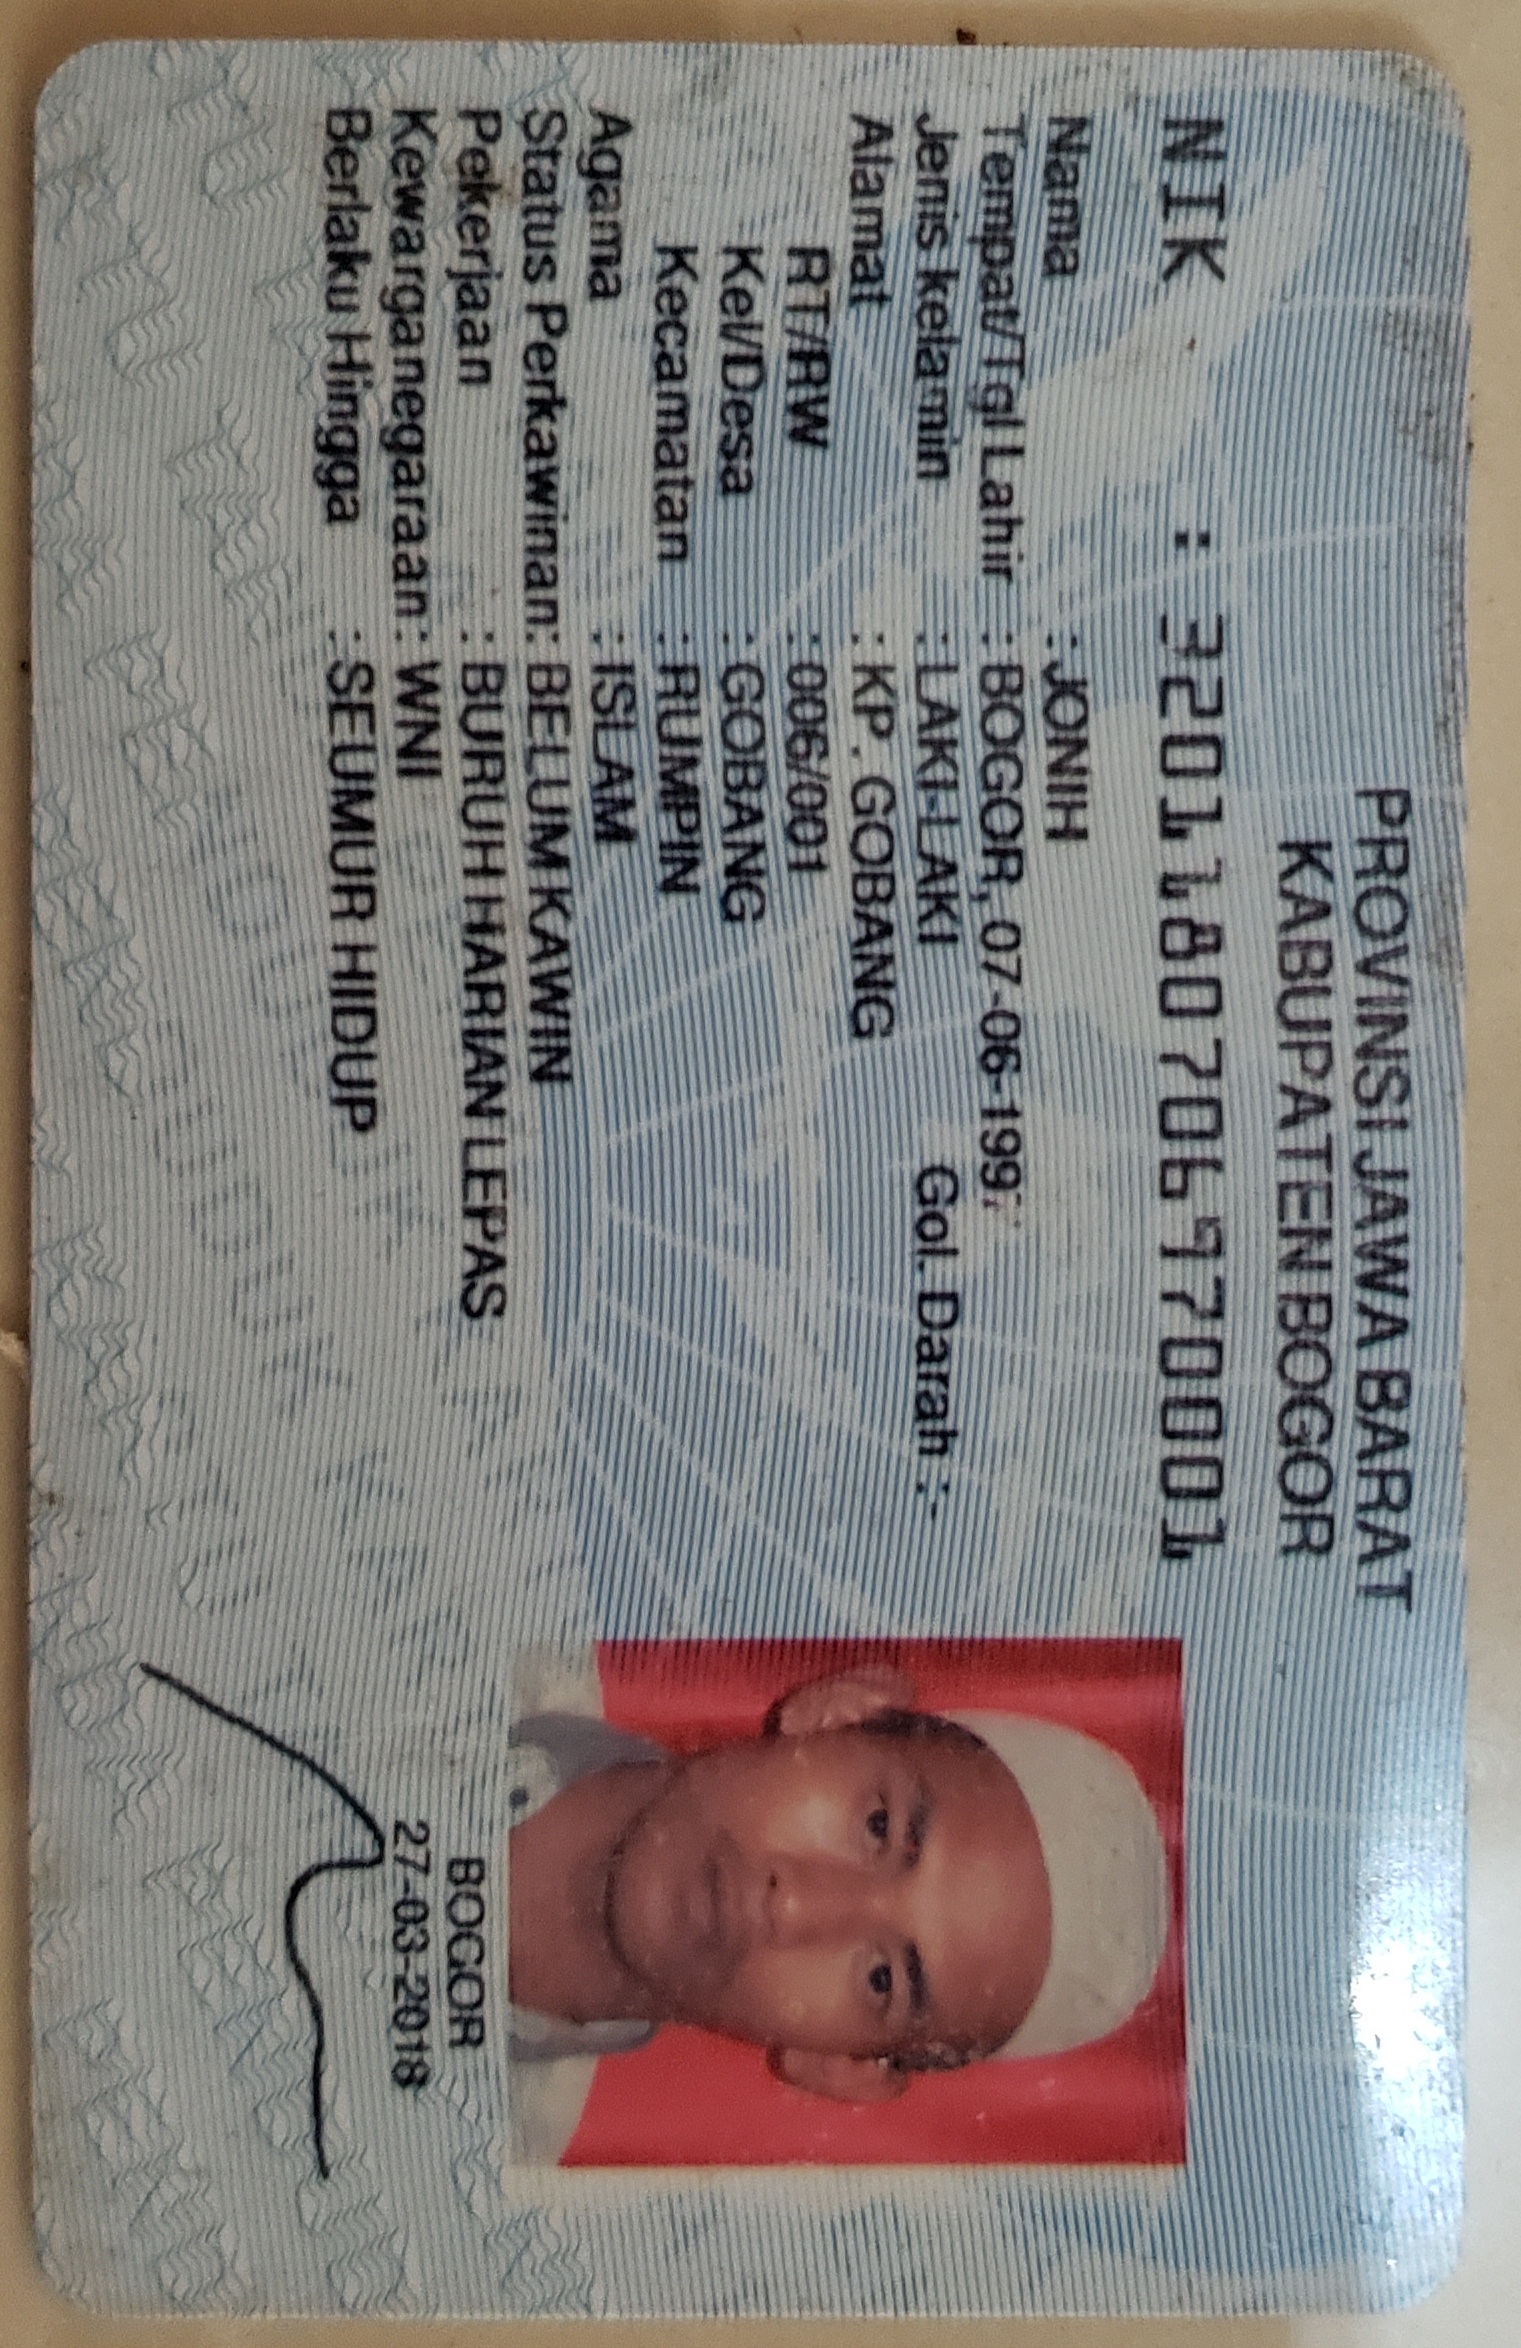 PROVINSI JAWA BARAT
KABUPATEN BOGOR
NIK : 3201180706970001
Nama : JONIH
Tempat/Tgl Lahir : BOGOR, 07-06-1997
Jenis kelamin : LAKI-LAKI Gol. Darah :-
Alamat : KP. GOBANG
RT/RW : 006/001
Kel/Desa : GOBANG
Kecamatan : RUMPIN
Agama : ISLAM
Status Perkawinan: BELUM KAWIN
Pekerjaan : BURUH HARIAN LEPAS
Kewarganegaraan: WNI
Berlaku Hingga : SEUMUR HIDUP
BOGOR
27-03-2018